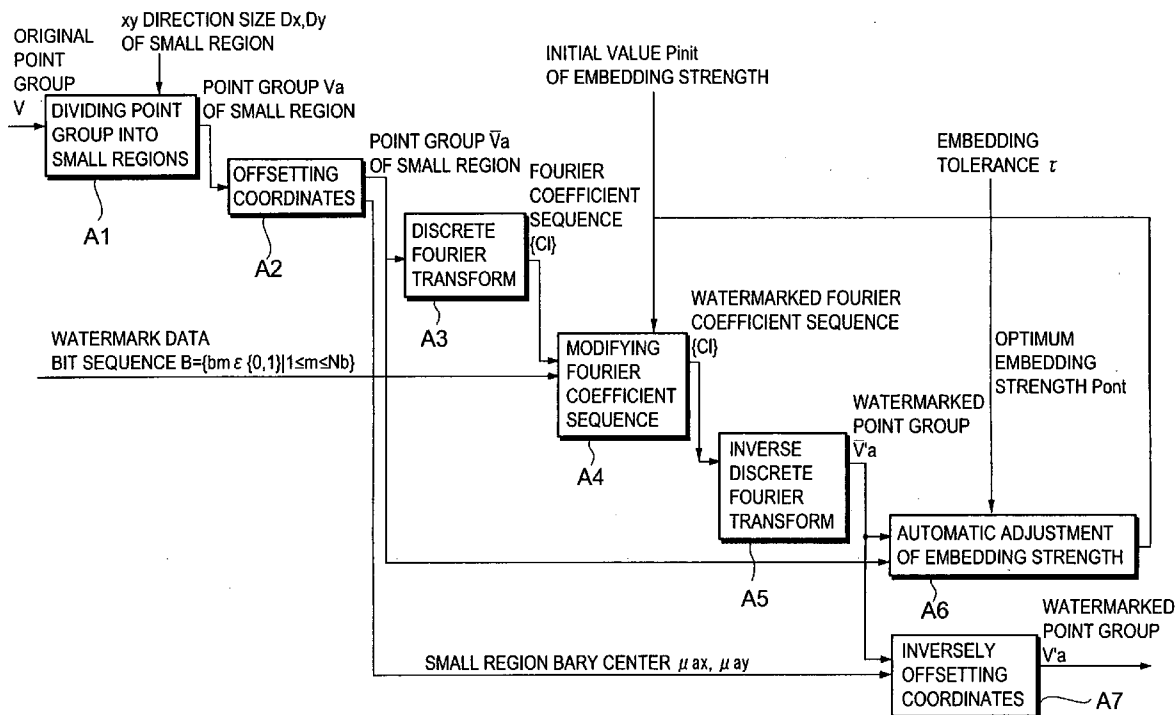 xy DIRECTION SIZE Dx,Dy
OF SMALL REGION
ORIGINAL
POINT
GROUP
V
DIVIDING POINT
GROUP INTO
SMALL REGIONS
A1
POINT GROUP Va
OF SMALL REGION
OFFSETTING
COORDINATES
A2
POINT GROUP V̅a
OF SMALL REGION
DISCRETE
FOURIER
TRANSFORM
A3
FOURIER
COEFFICIENT
SEQUENCE
{Cl}
INITIAL VALUE Pinit
OF EMBEDDING STRENGTH
WATERMARK DATA
BIT SEQUENCE B={bm ε {0,1}|1≤m≤Nb}
MODIFYING
FOURIER
COEFFICIENT
SEQUENCE
A4
WATERMARKED FOURIER
COEFFICIENT SEQUENCE
{Cl}
INVERSE
DISCRETE
FOURIER
TRANSFORM
A5
WATERMARKED
POINT GROUP
V̅'a
EMBEDDING
TOLERANCE τ
OPTIMUM
EMBEDDING
STRENGTH Pont
AUTOMATIC ADJUSTMENT
OF EMBEDDING STRENGTH
A6
SMALL REGION BARY CENTER μax, μay
INVERSELY
OFFSETTING
COORDINATES
A7
WATERMARKED
POINT GROUP
V'a